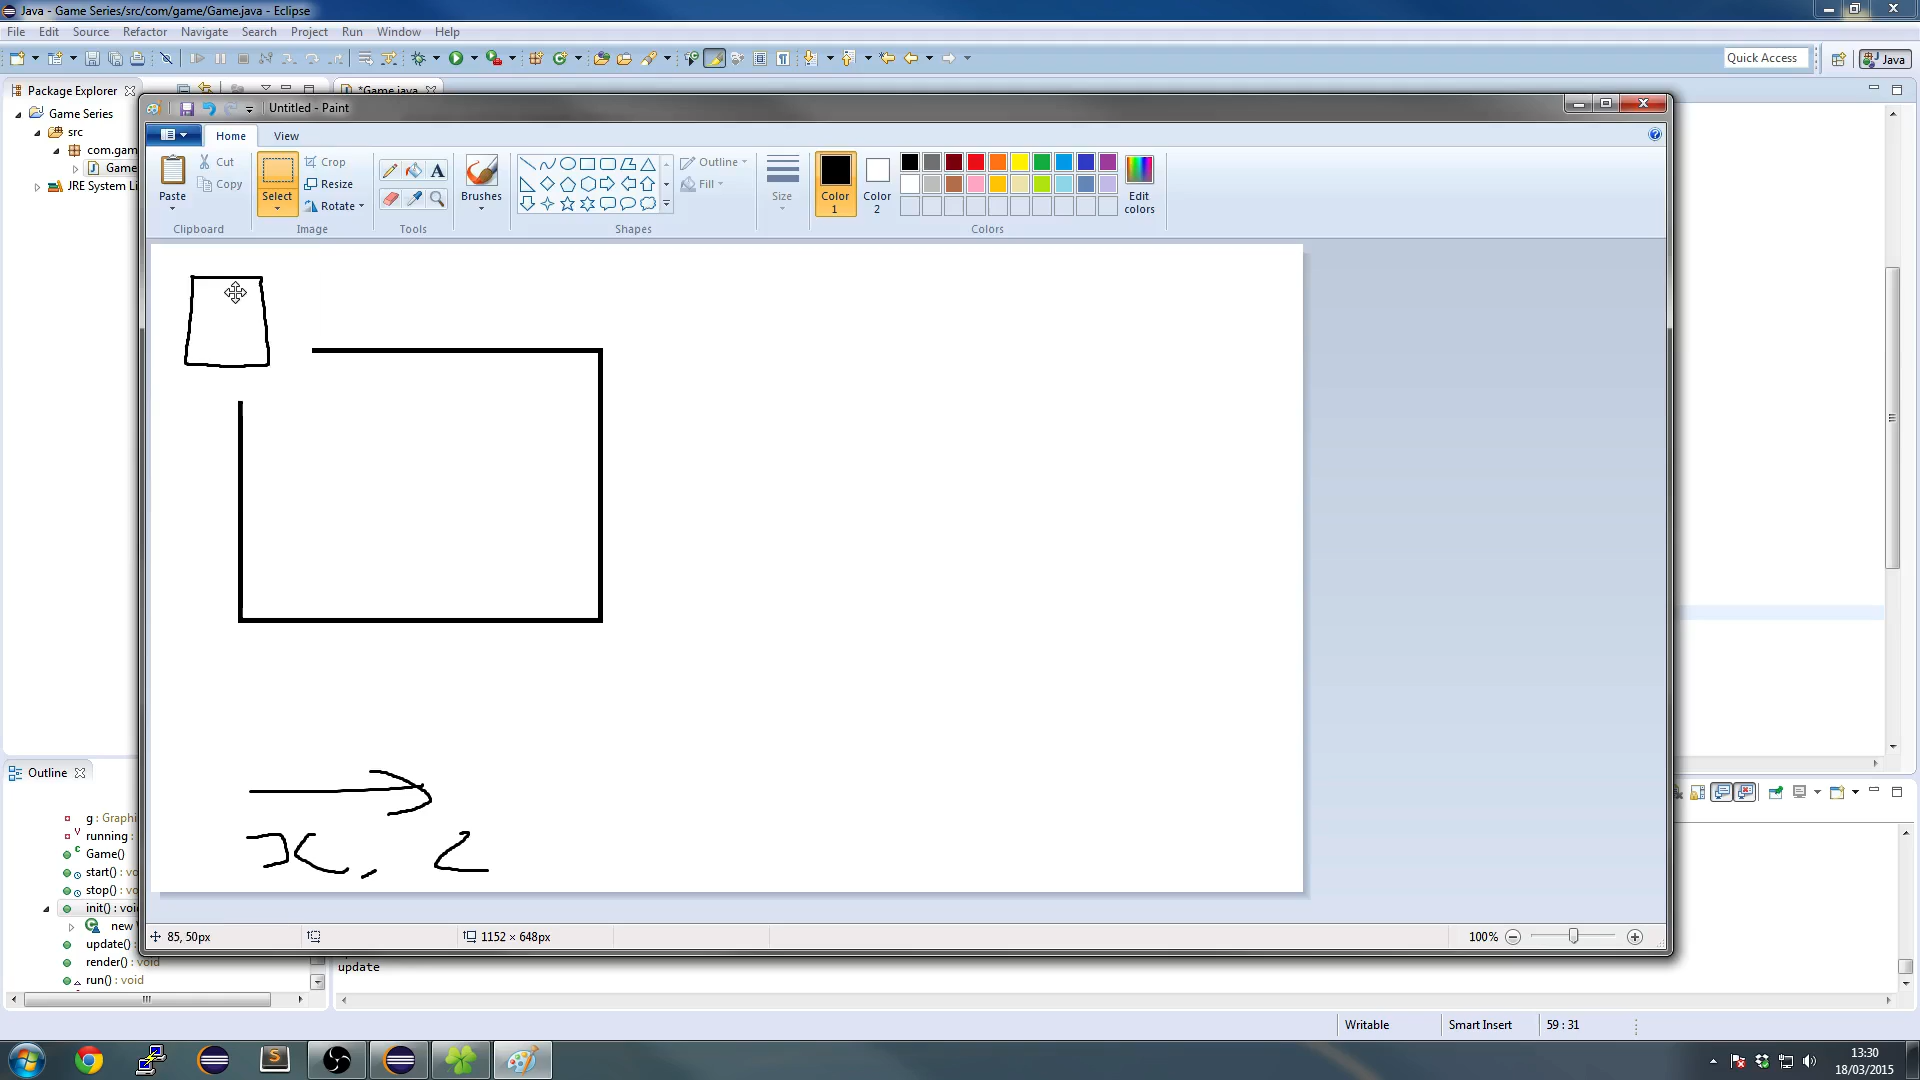 Java - Game Series/src/com/game/Game.java - Eclipse
File Edit Source Refactor Navigate Search Project Run Window Help
Quick Access
Java
Package Explorer
*Game.java
Game Series
src
com.gam
Game
JRE System Li
Untitled - Paint
Home View
Paste
Cut
Copy
Clipboard
Select
Crop
Resize
Rotate
Image
A
Tools
Brushes
Shapes
Outline
Fill
Size
Color 1
Color 2
Edit colors
Colors
x,
85, 50px
1152 × 648px
100%
Outline
g : Graphi
running :
Game()
start() : vo
stop() : vo
init() : voi
new
update()
render() : void
run() : void
update
Writable
Smart Insert
59 : 31
13:30
18/03/2015